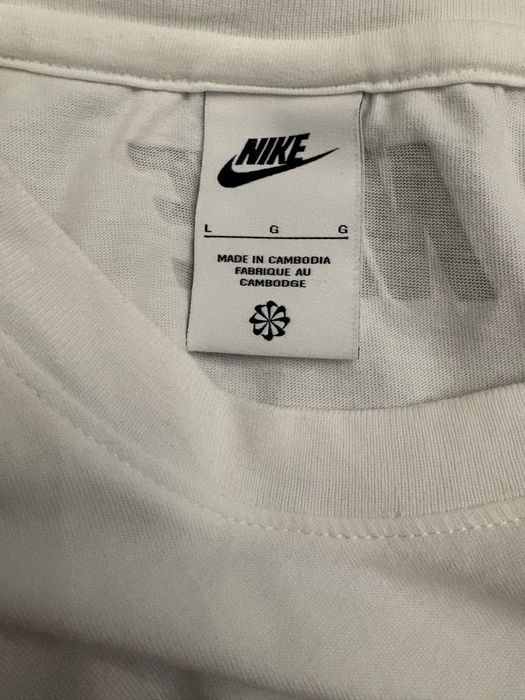 NIKE
L G G
MADE IN CAMBODIA
FABRIQUE AU
CAMBODGE